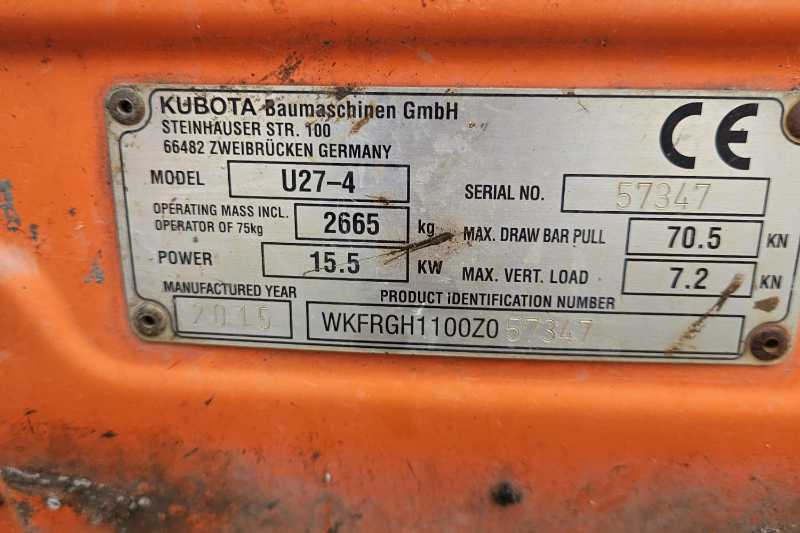 KUBOTA Baumaschinen GmbH
STEINHAUSER STR. 100
66482 ZWEIBRÜCKEN GERMANY
CE
MODEL U27-4
SERIAL NO. 57347
OPERATING MASS INCL. OPERATOR OF 75kg 2665 kg
MAX. DRAW BAR PULL 70.5 KN
POWER 15.5 KW
MAX. VERT. LOAD 7.2 KN
MANUFACTURED YEAR
2015
PRODUCT IDENTIFICATION NUMBER
WKFRGH1100Z057347